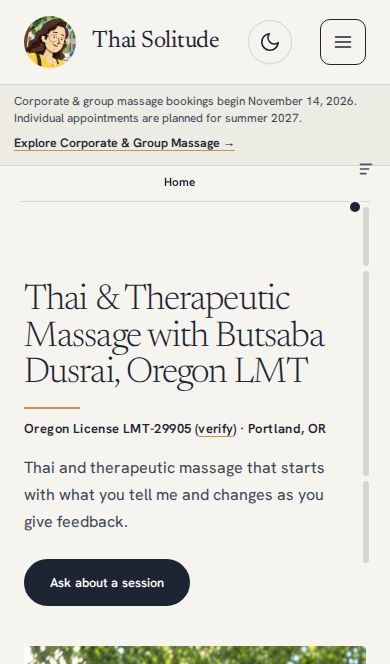 Thai Solitude
Corporate & group massage bookings begin November 14, 2026.
Individual appointments are planned for summer 2027.
Explore Corporate & Group Massage →
Home
Thai & Therapeutic
Massage with Butsaba
Dusrai, Oregon LMT
Oregon License LMT-29905 (verify) · Portland, OR
Thai and therapeutic massage that starts
with what you tell me and changes as you
give feedback.
Ask about a session